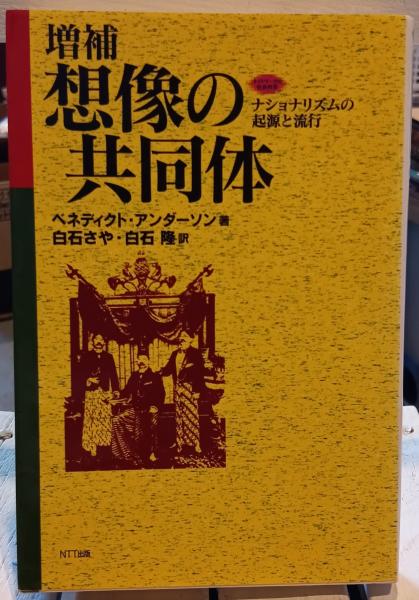 増補
想像の
共同体
ナショナリズムの
起源と流行
ベネディクト・アンダーソン 著
白石さや・白石 隆 訳
NTT出版